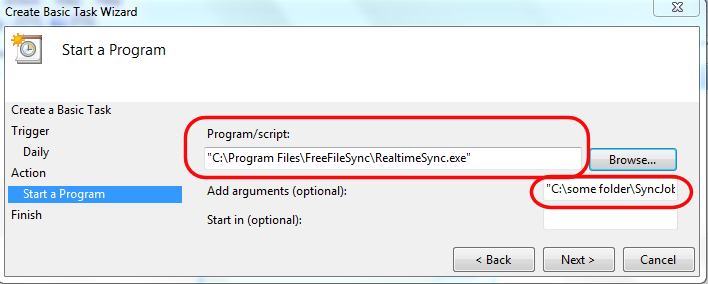 Create Basic Task Wizard
Start a Program
Create a Basic Task
Trigger
Daily
Action
Start a Program
Finish
Program/script:
"C:\Program Files\FreeFileSync\RealtimeSync.exe"
Browse...
Add arguments (optional):
"C:\some folder\SyncJob
Start in (optional):
< Back
Next >
Cancel